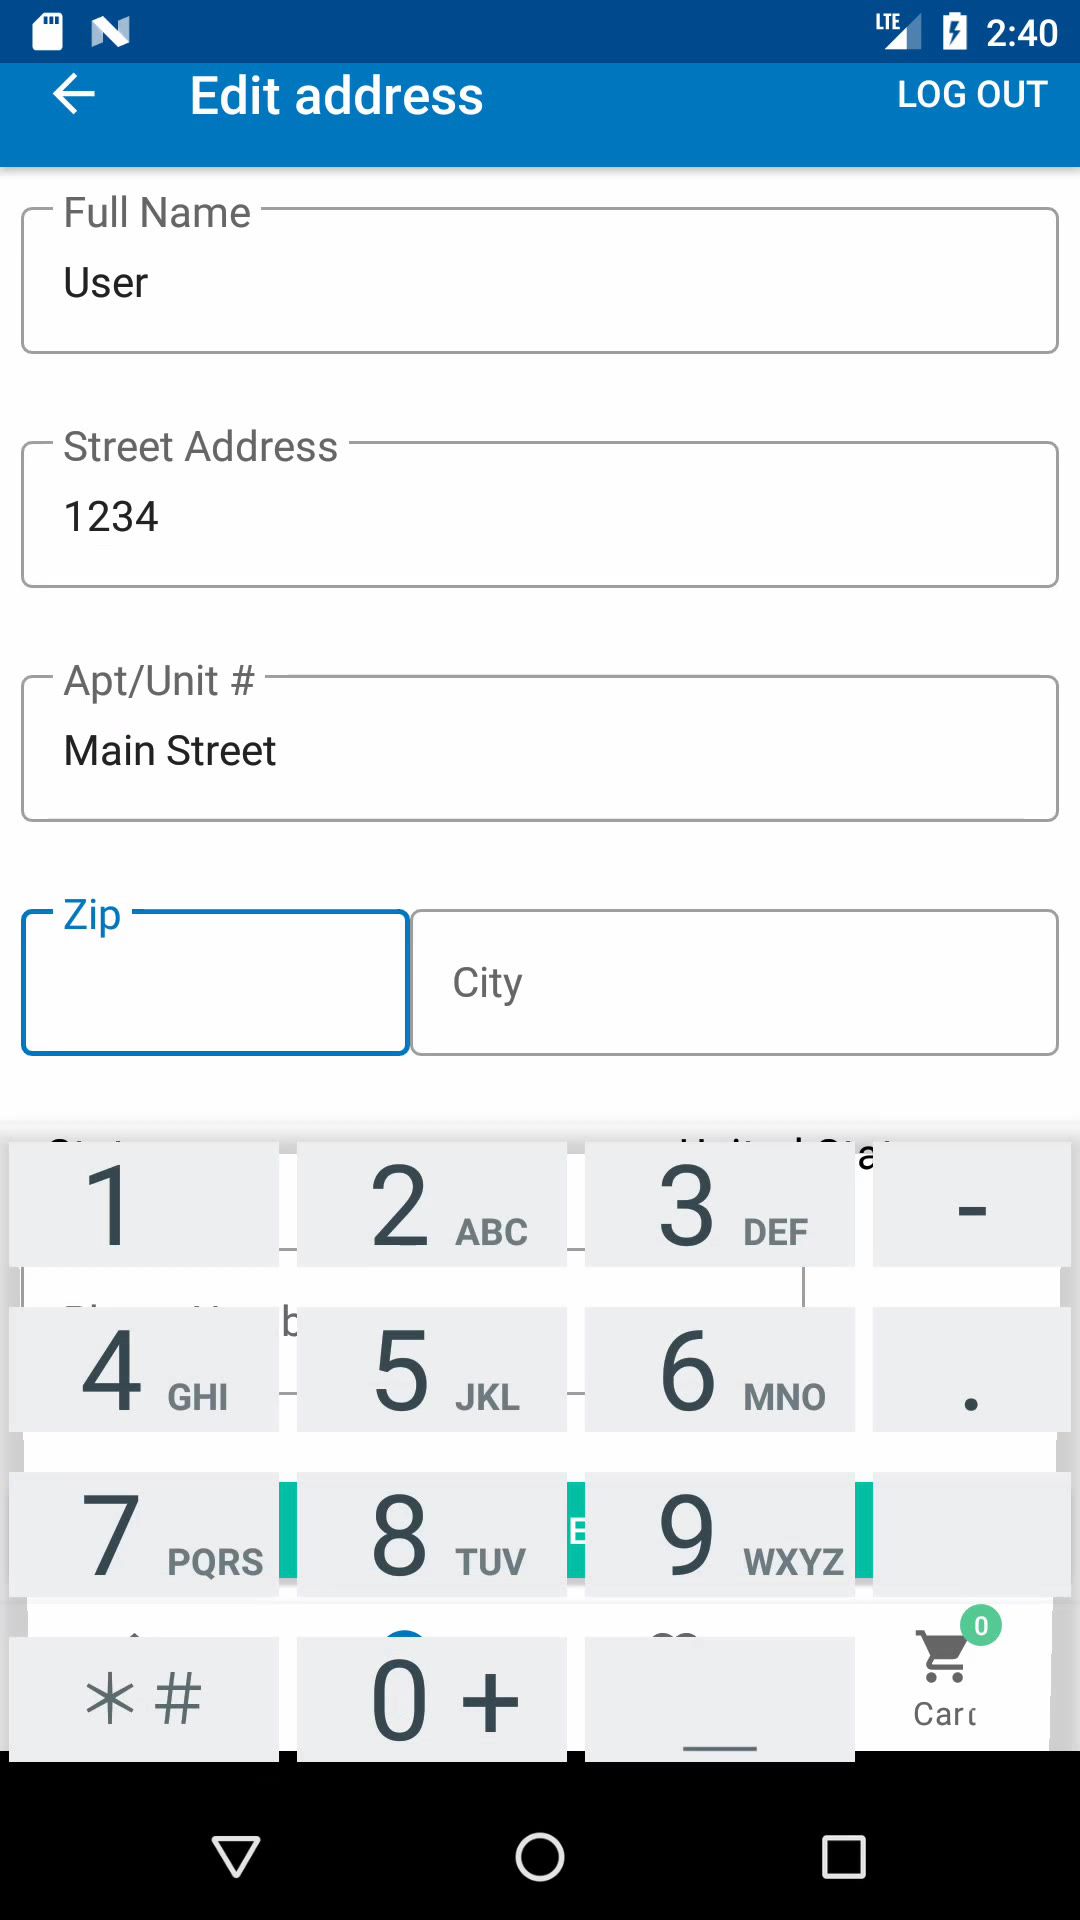 LTE 2:40
Edit address LOG OUT
Full Name
User
Street Address
1234
Apt/Unit #
Main Street
Zip
City
1 2 ABC 3 DEF -
4 GHI 5 JKL 6 MNO .
7 PQRS 8 TUV 9 WXYZ
0
* # 0 + _
Card